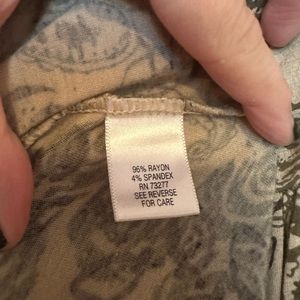 96% RAYON
4% SPANDEX
RN 73277
SEE REVERSE
FOR CARE